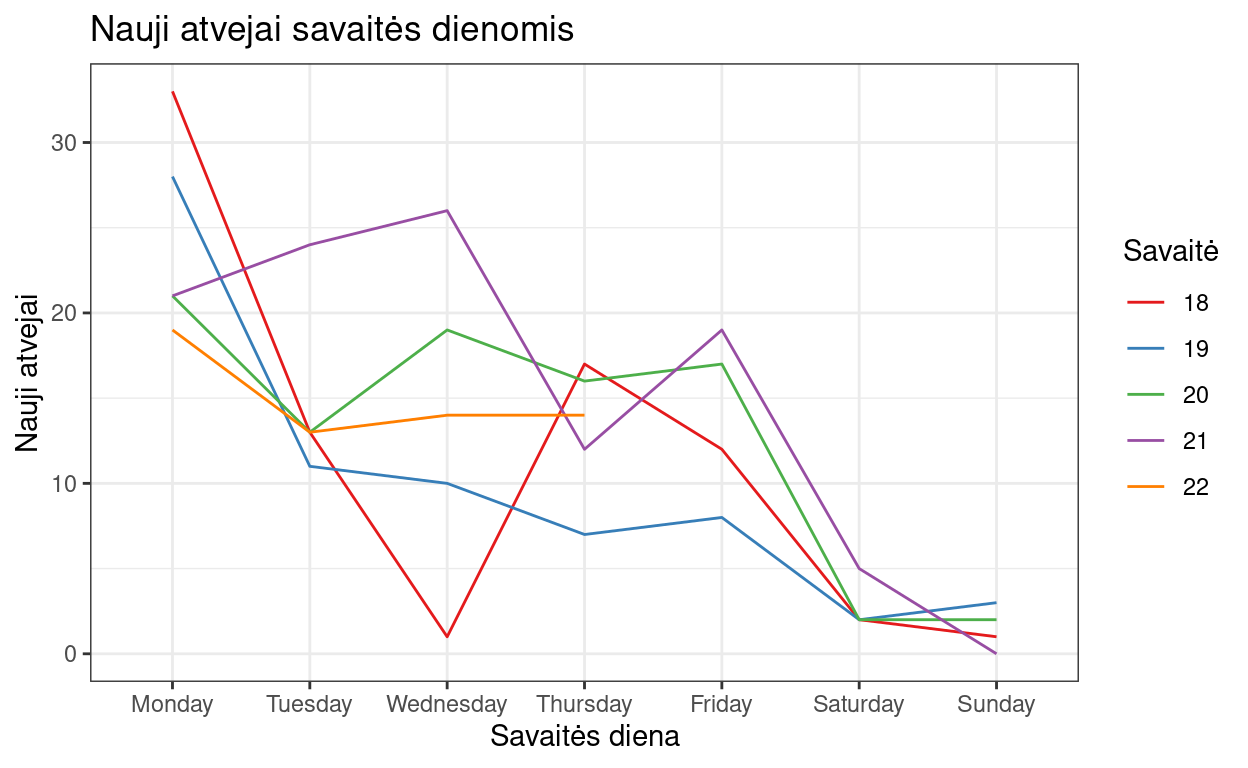 Nauji atvejai savaitės dienomis
Nauji atvejai
30
20
10
0
Monday Tuesday Wednesday Thursday Friday Saturday Sunday
Savaitės diena
Savaitė
18
19
20
21
22